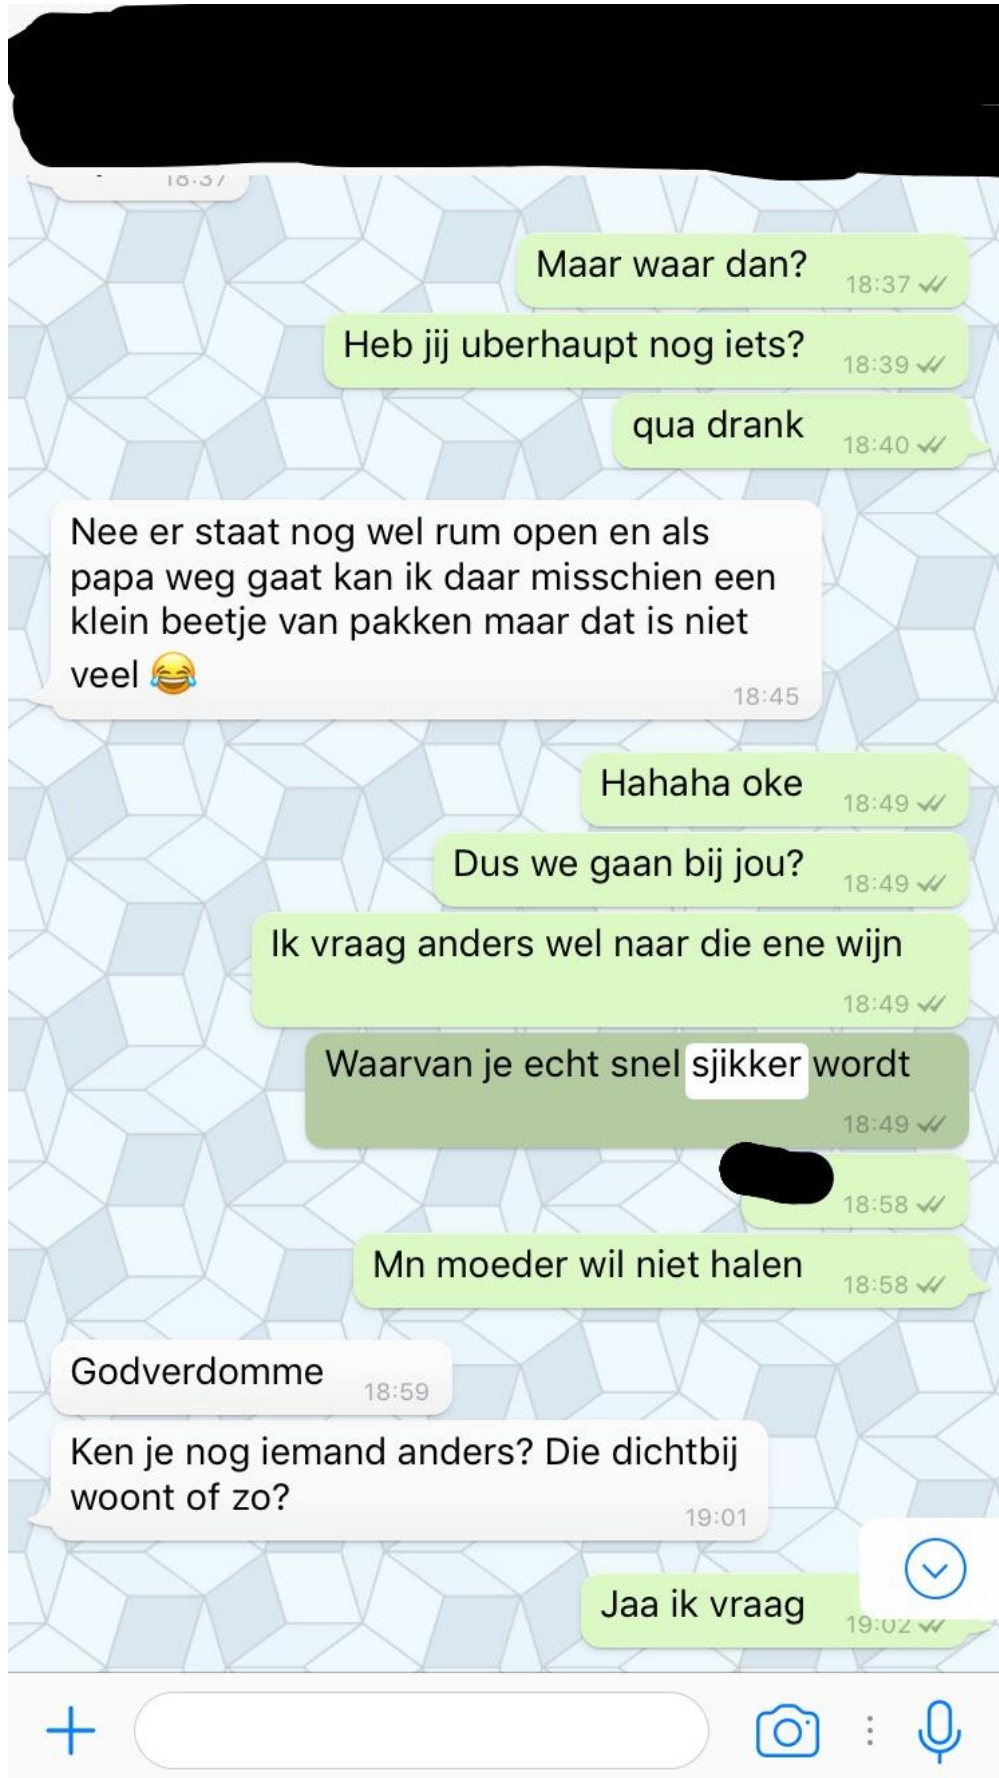 18:37
Maar waar dan?
18:37
Heb jij uberhaupt nog iets?
18:39
qua drank
18:40
Nee er staat nog wel rum open en als
papa weg gaat kan ik daar misschien een
klein beetje van pakken maar dat is niet
veel 😂
18:45
Hahaha oke
18:49
Dus we gaan bij jou?
18:49
Ik vraag anders wel naar die ene wijn
18:49
Waarvan je echt snel sjikker wordt
18:49
18:58
Mn moeder wil niet halen
18:58
Godverdomme
18:59
Ken je nog iemand anders? Die dichtbij
woont of zo?
19:01
Jaa ik vraag
19:02